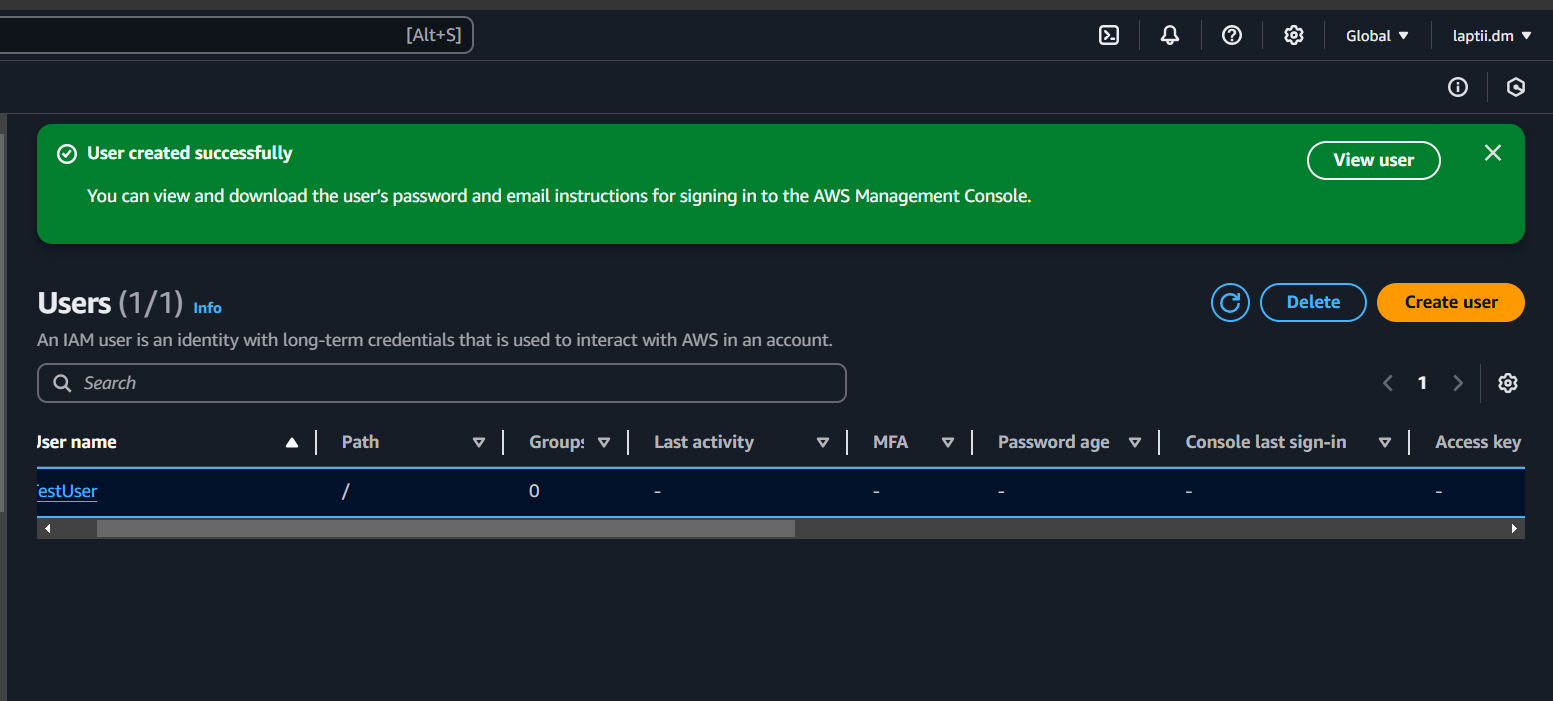 [Alt+S]
Global
laptii.dm
User created successfully
View user
You can view and download the user's password and email instructions for signing in to the AWS Management Console.
Users (1/1) Info
Delete
Create user
An IAM user is an identity with long-term credentials that is used to interact with AWS in an account.
Search
1
User name Path Groups Last activity MFA Password age Console last sign-in Access key
TestUser / 0 - - - - -